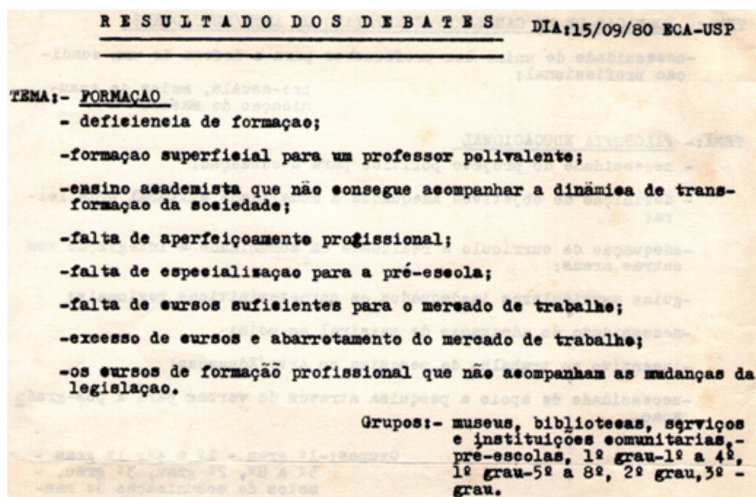 RESULTADO DOS DEBATES DIA:15/09/80 ECA-USP
TEMA:- FORMAÇAO
- deficiencia de formaçao;
-formaçao superficial para um professor polivalente;
-ensino academista que não consegue acompanhar a dinâmica de trans-
formaçao da sociedade;
-falta de aperfeiçoamento profissional;
-falta de especialisaçao para a pré-escola;
-falta de cursos suficientes para o mercado de trabalho;
-excesso de cursos e abarrotamento do mercado de trabalho;
-os cursos de formação profissional que não acompanham as mudanças da
legislaçao.
Grupos:- museus, bibliotecas, serviços
e instituições comunitárias,-
pré-escolas, 1º grau-1º a 4º,
1º grau-5º a 8º, 2º grau,3º -
grau.